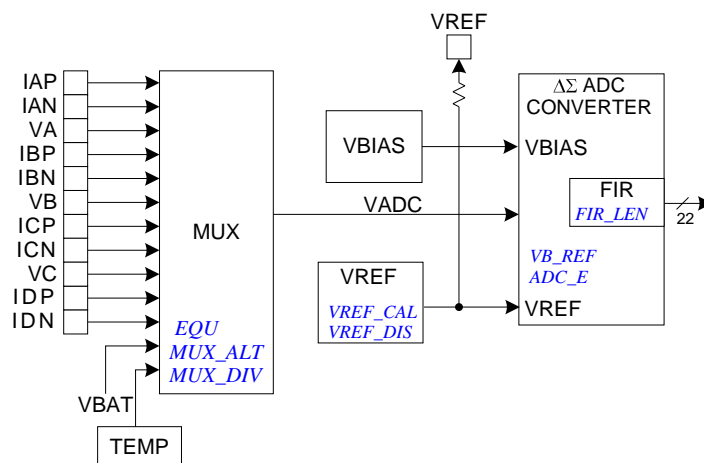 VREF
IAP
IAN
VA
IBP
IBN
VB
ICP
ICN
VC
IDP
IDN
VBAT
TEMP
MUX
EQU
MUX_ALT
MUX_DIV
VBIAS
VADC
VREF
VREF_CAL
VREF_DIS
ΔΣ ADC
CONVERTER
VBIAS
FIR
FIR_LEN
22
VB_REF
ADC_E
VREF